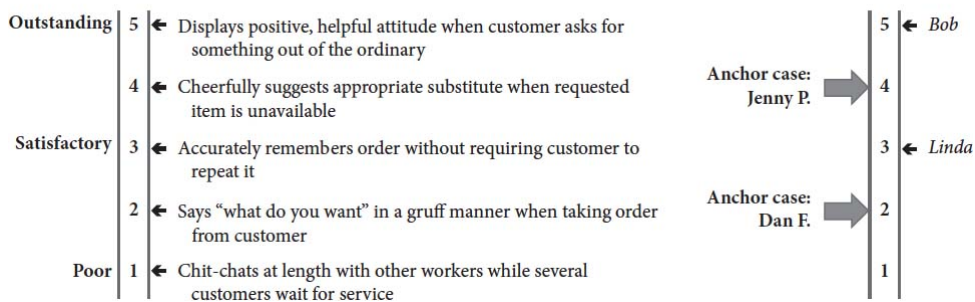 Outstanding 5 ← Displays positive, helpful attitude when customer asks for
something out of the ordinary
4 ← Cheerfully suggests appropriate substitute when requested
item is unavailable
Satisfactory 3 ← Accurately remembers order without requiring customer to
repeat it
2 ← Says “what do you want” in a gruff manner when taking order
from customer
Poor 1 ← Chit-chats at length with other workers while several
customers wait for service
5 ← Bob
Anchor case:
Jenny P.
4
3 ← Linda
Anchor case:
Dan F.
2
1